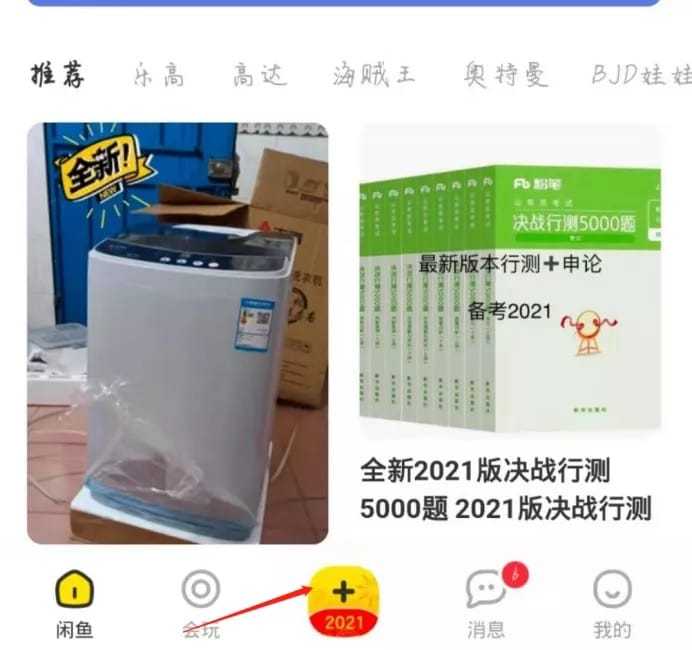 推荐 乐高 高达 海贼王 奥特曼 BJD娃娃
全新!
NEW
粉笔
决战行测5000题
最新版本行测+申论
备考2021
全新2021版决战行测
5000题 2021版决战行测
2021
6
闲鱼 会玩 消息 我的